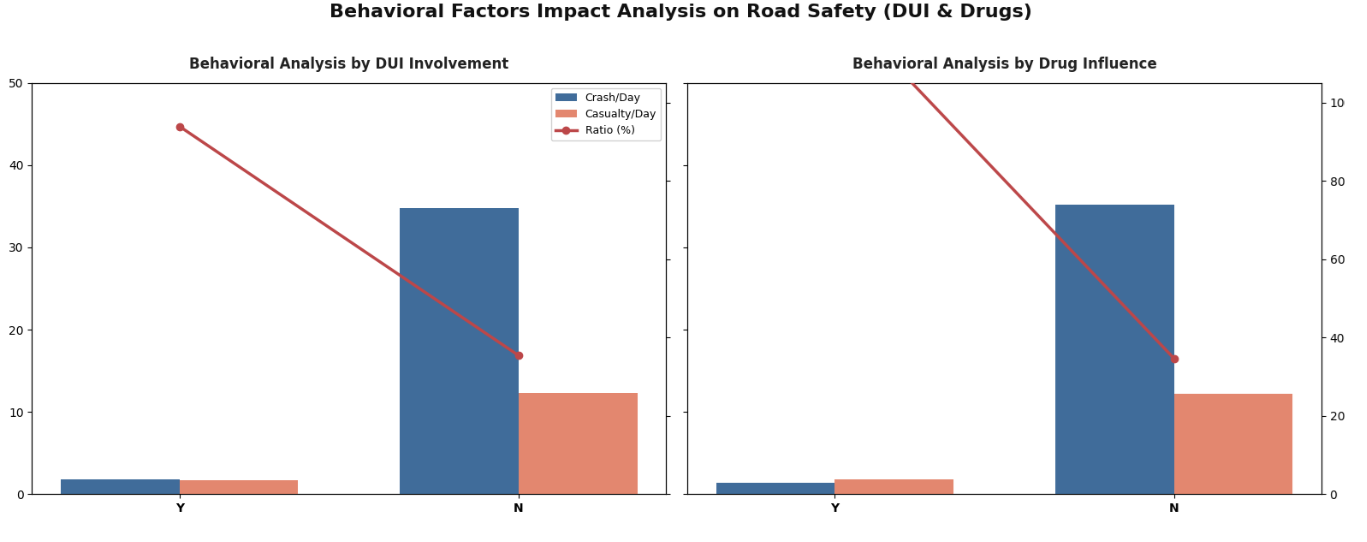 Behavioral Factors Impact Analysis on Road Safety (DUI & Drugs)
Behavioral Analysis by DUI Involvement
50
40
30
20
10
0
Crash/Day
Casualty/Day
Ratio (%)
Y
N
Behavioral Analysis by Drug Influence
80
60
40
20
0
Y
N